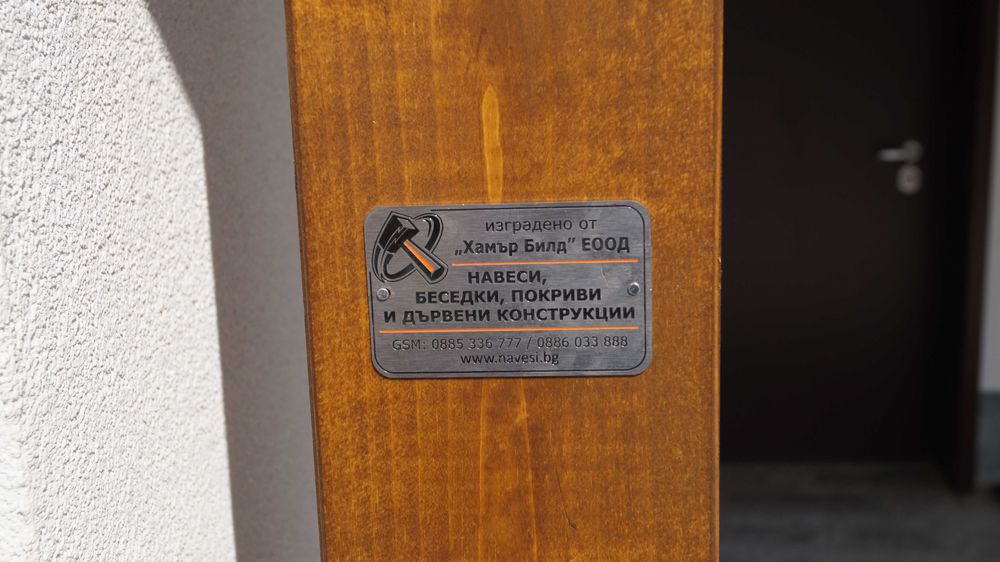 изградено от
„Хамър Билд” ЕООД
НАВЕСИ,
БЕСЕДКИ, ПОКРИВИ
И ДЪРВЕНИ КОНСТРУКЦИИ
GSM: 0885 336 777 / 0886 033 888
www.navesi.bg